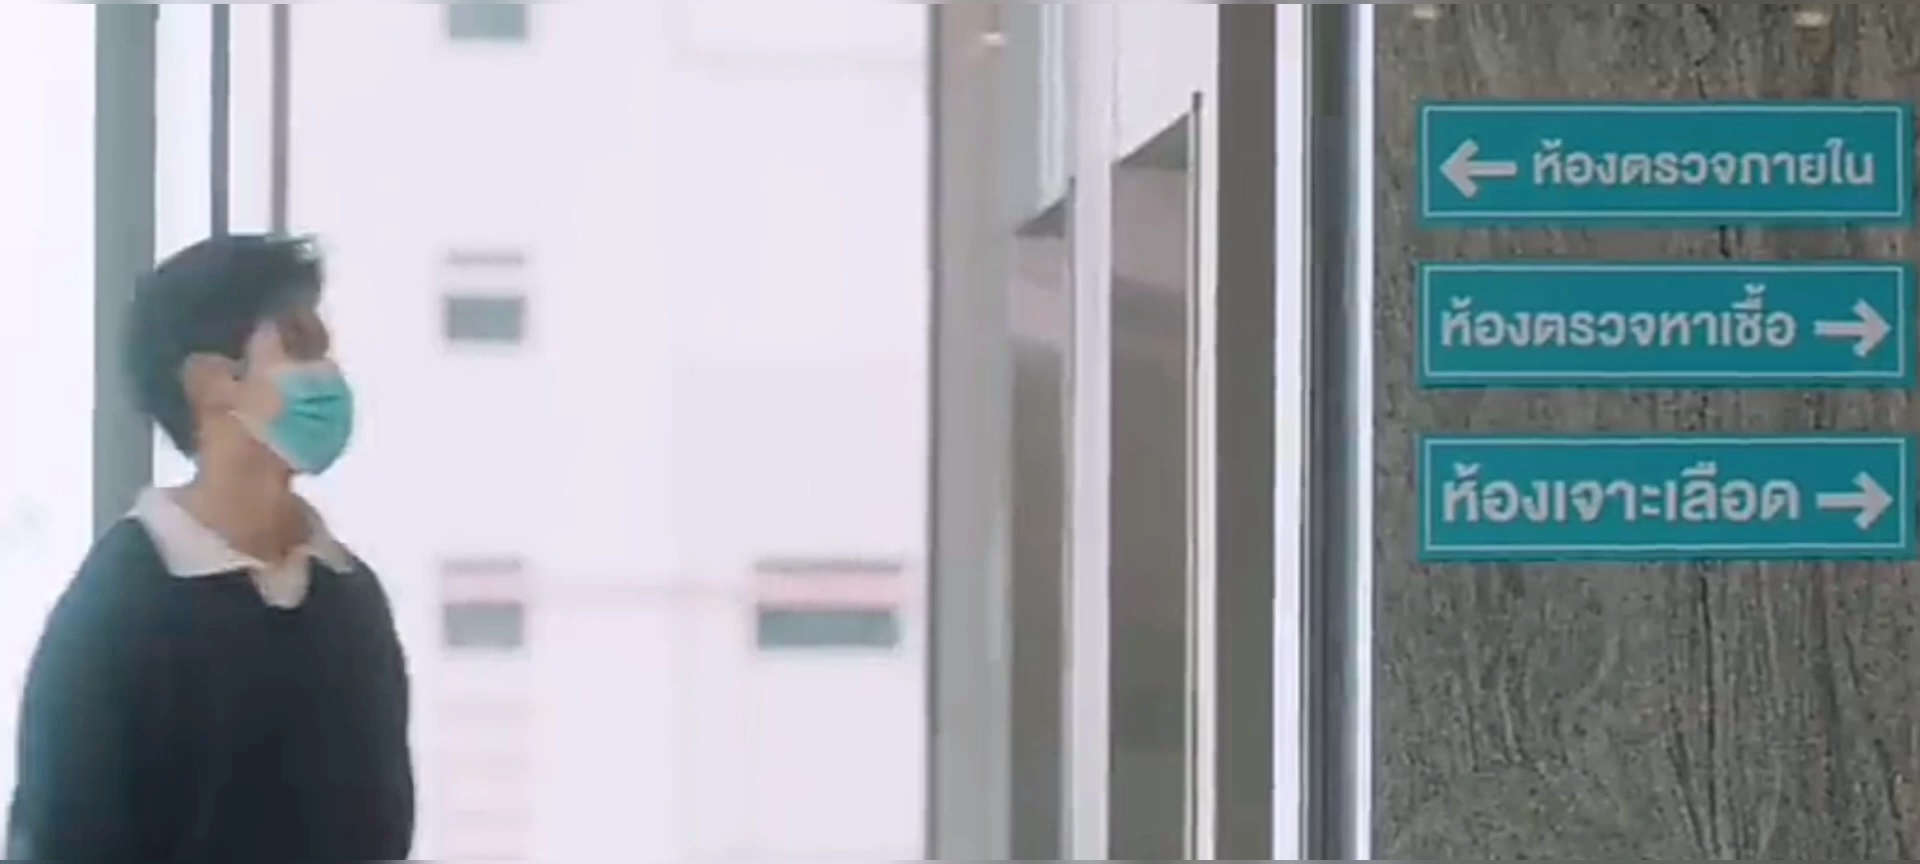 ← ห้องตรวจภายใน
ห้องตรวจหาเชื้อ →
ห้องเจาะเลือด →